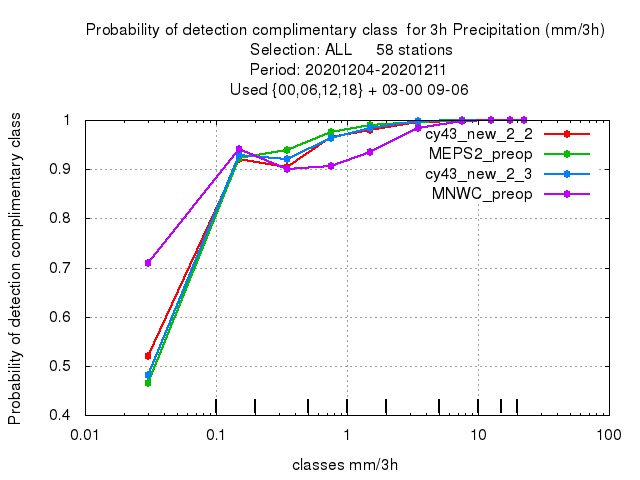 Probability of detection complimentary class  for 3h Precipitation (mm/3h)
Selection: ALL     58 stations
Period: 20201204-20201211
Used {00,06,12,18} + 03-00 09-06
Probability of detection complimentary class
1
0.9
0.8
0.7
0.6
0.5
0.4
cy43_new_2_2
MEPS2_preop
cy43_new_2_3
MNWC_preop
0.01
0.1
1
10
100
classes mm/3h